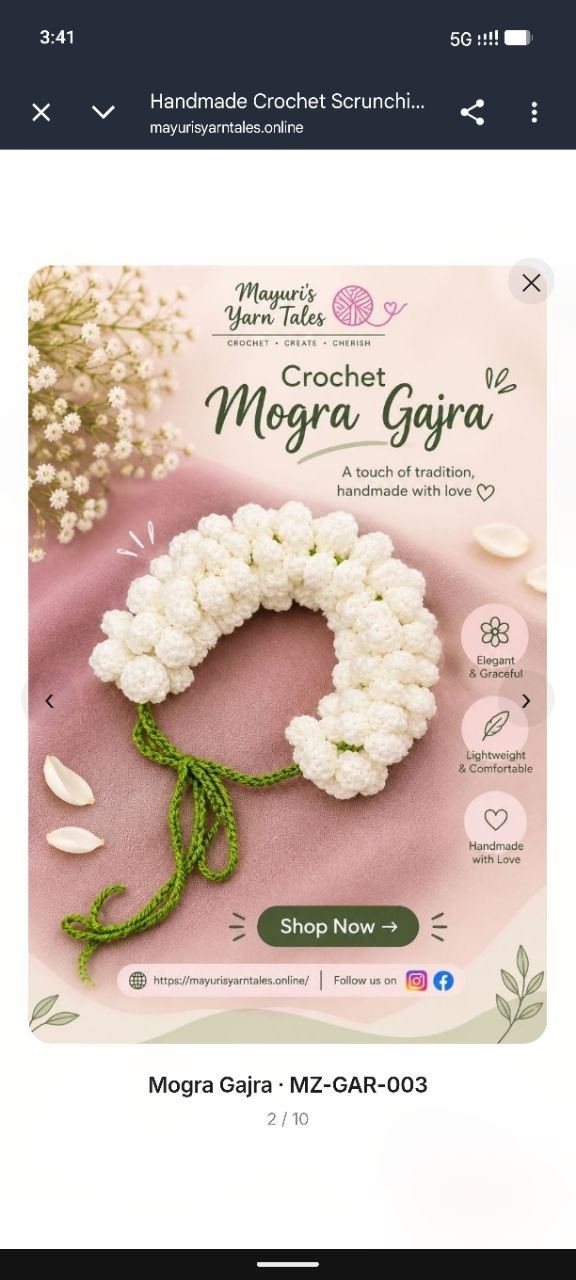 3:41
5G
Handmade Crochet Scrunchi...
mayurisyarntales.online
Mayuri's
Yarn Tales
CROCHET • CREATE • CHERISH
Crochet
Mogra Gajra
A touch of tradition,
handmade with love
Elegant
& Graceful
Lightweight
& Comfortable
Handmade
with Love
Shop Now →
https://mayurisyarntales.online/ | Follow us on
Mogra Gajra · MZ-GAR-003
2 / 10